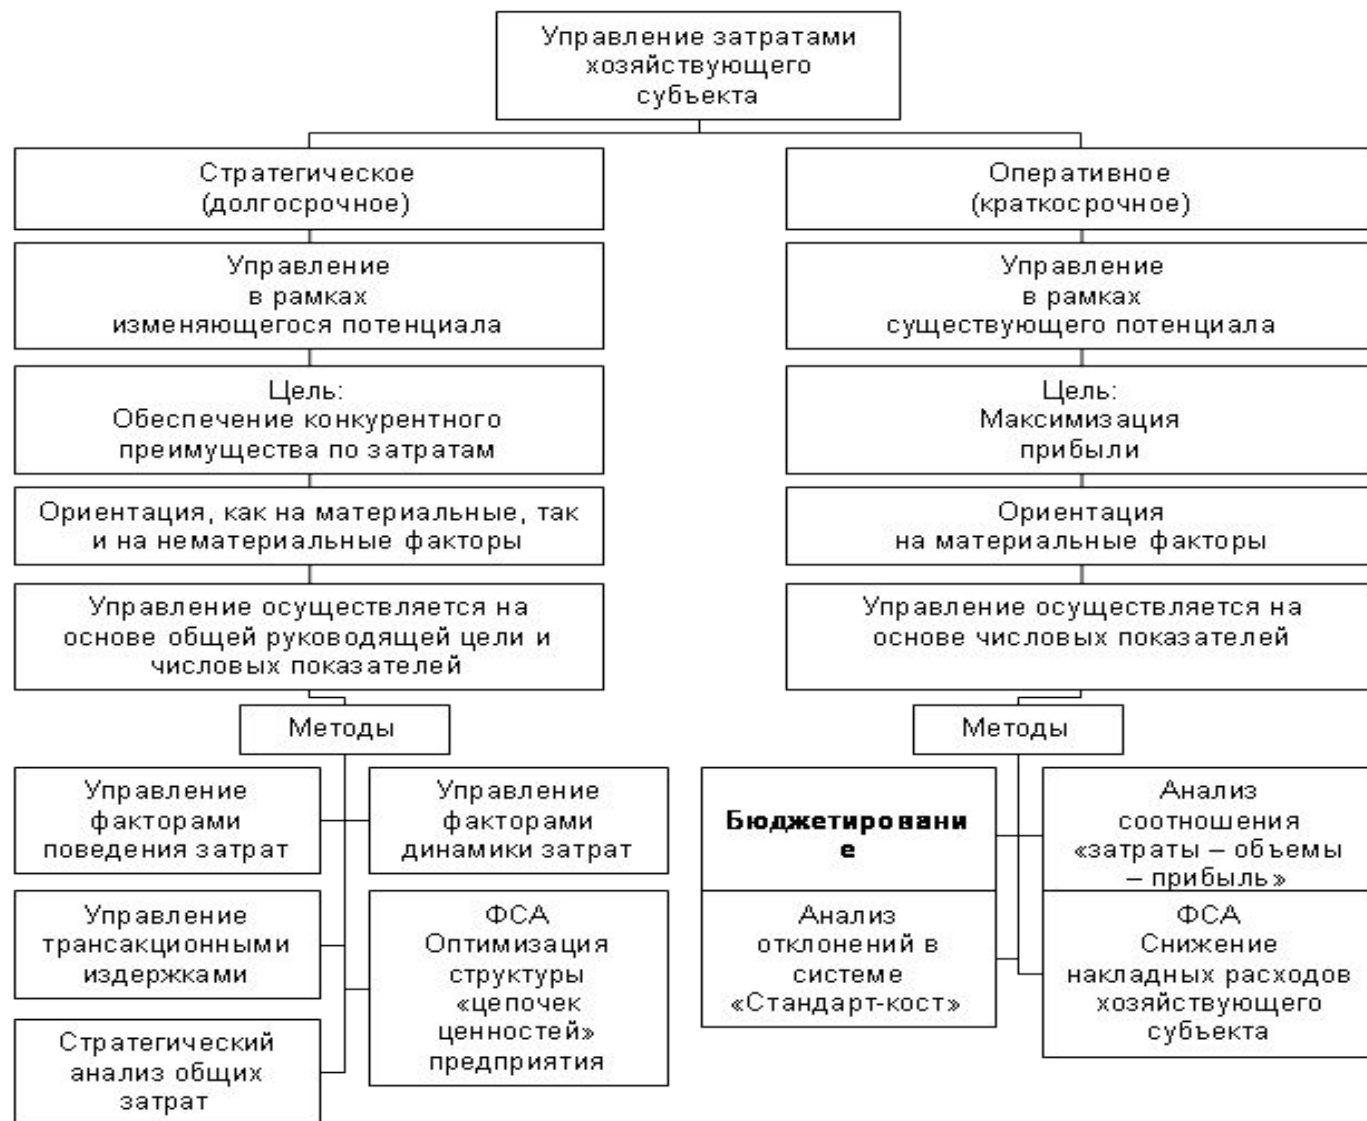 Управление затратами
хозяйствующего
субъекта
Стратегическое
(долгосрочное)
Оперативное
(краткосрочное)
Управление
в рамках
изменяющегося потенциала
Управление
в рамках
существующего потенциала
Цель:
Обеспечение конкурентного
преимущества по затратам
Цель:
Максимизация
прибыли
Ориентация, как на материальные, так
и на нематериальные факторы
Ориентация
на материальные факторы
Управление осуществляется на
основе общей руководящей цели и
числовых показателей
Управление осуществляется на
основе числовых показателей
Методы
Методы
Управление
факторами
поведения затрат
Управление
факторами
динамики затрат
Бюджетировани
е
Анализ
соотношения
«затраты – объемы
– прибыль»
Управление
трансакционными
издержками
ФСА
Оптимизация
структуры
«цепочек
ценностей»
предприятия
Анализ
отклонений в
системе
«Стандарт-кост»
ФСА
Снижение
накладных расходов
хозяйствующего
субъекта
Стратегический
анализ общих
затрат